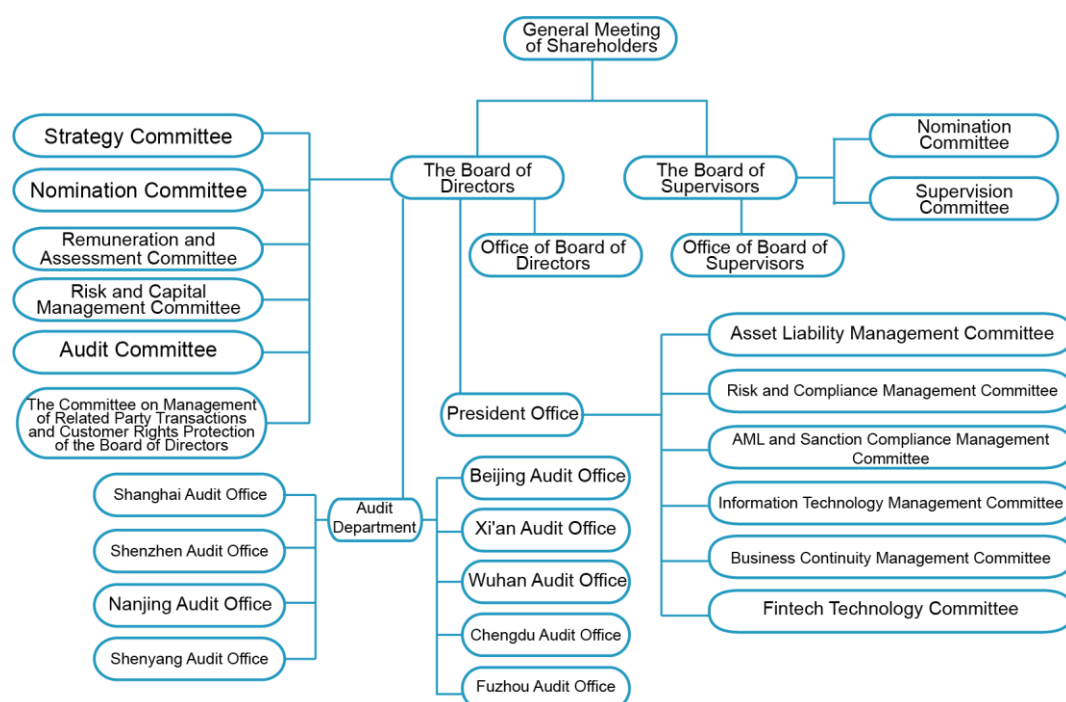 General Meeting
of Shareholders
Strategy Committee
Nomination Committee
Remuneration and
Assessment Committee
Risk and Capital
Management Committee
Audit Committee
The Committee on Management
of Related Party Transactions
and Customer Rights Protection
of the Board of Directors
The Board of
Directors
The Board of
Supervisors
Nomination
Committee
Supervision
Committee
Office of Board of
Directors
Office of Board of
Supervisors
President Office
Asset Liability Management Committee
Risk and Compliance Management Committee
AML and Sanction Compliance Management
Committee
Information Technology Management Committee
Business Continuity Management Committee
Fintech Technology Committee
Audit
Department
Shanghai Audit Office
Shenzhen Audit Office
Nanjing Audit Office
Shenyang Audit Office
Beijing Audit Office
Xi'an Audit Office
Wuhan Audit Office
Chengdu Audit Office
Fuzhou Audit Office